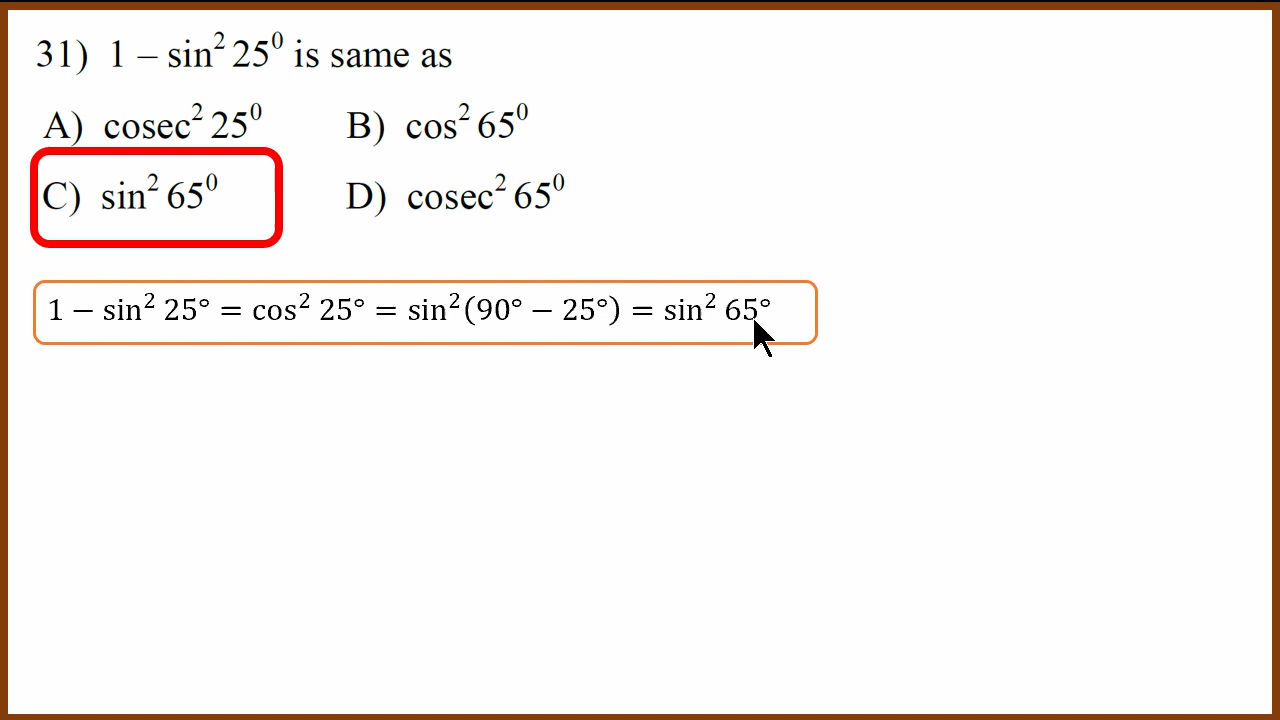 31) 1 – sin² 25⁰ is same as
A) cosec² 25⁰ B) cos² 65⁰
C) sin² 65⁰ D) cosec² 65⁰
1 − sin² 25° = cos² 25° = sin²(90° − 25°) = sin² 65°